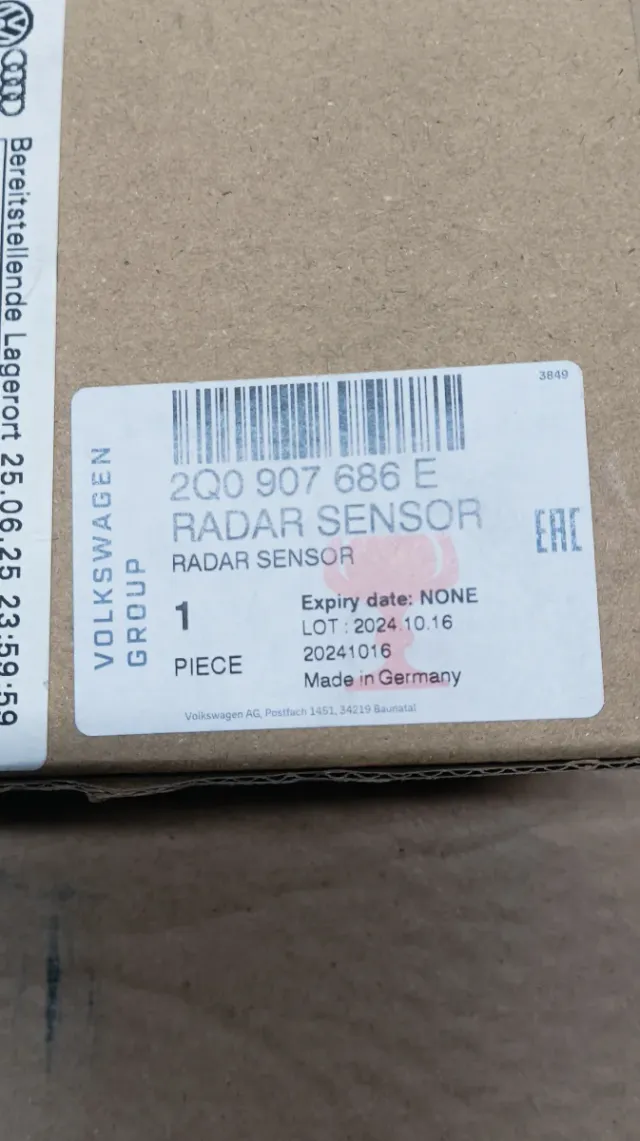 Bereitstellende Lagerort 25.06.25 23:59:59
3849
2Q0 907 686 E
RADAR SENSOR
RADAR SENSOR
VOLKSWAGEN
GROUP
EAC
1
PIECE
Expiry date: NONE
LOT : 2024.10.16
20241016
Made in Germany
Volkswagen AG, Postfach 1451, 34219 Baunatal